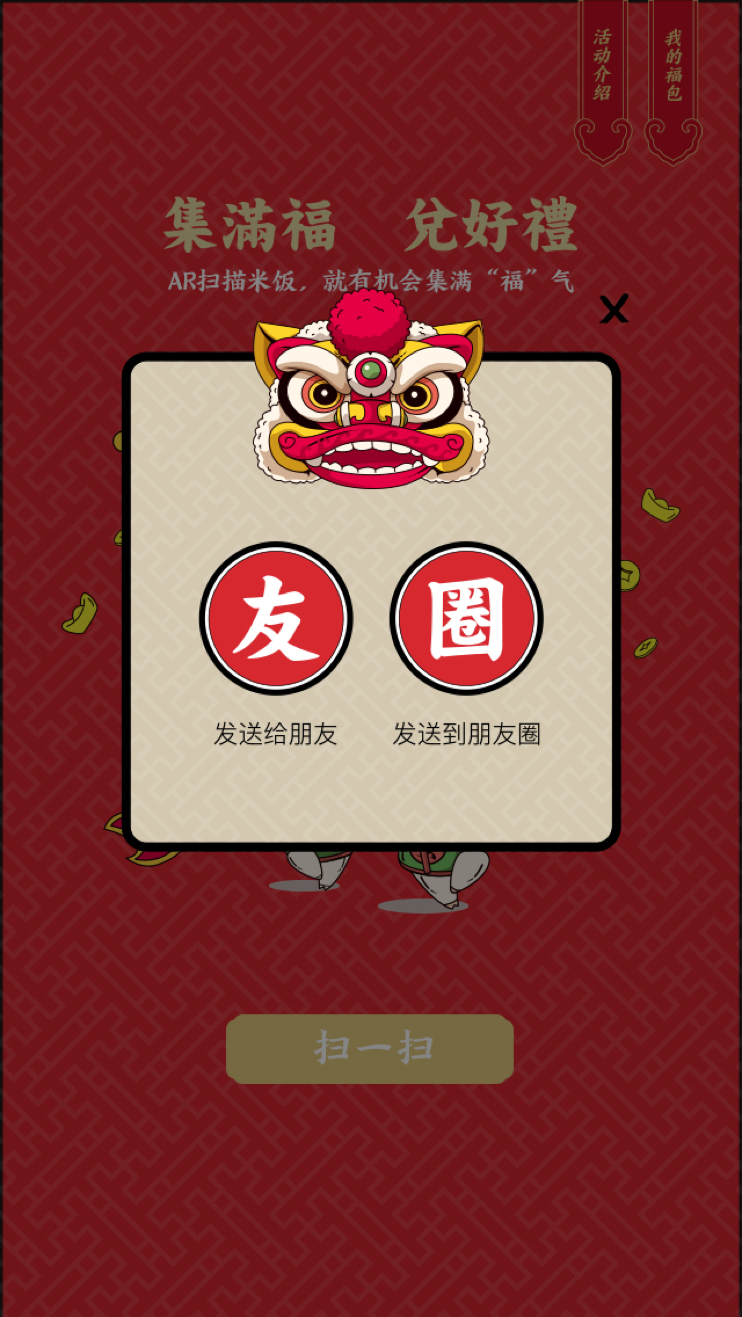 活动介绍
我的福包
集滿福 兌好禮
AR扫描米饭，就有机会集满“福”气
X
友
圈
发送给朋友
发送到朋友圈
扫一扫